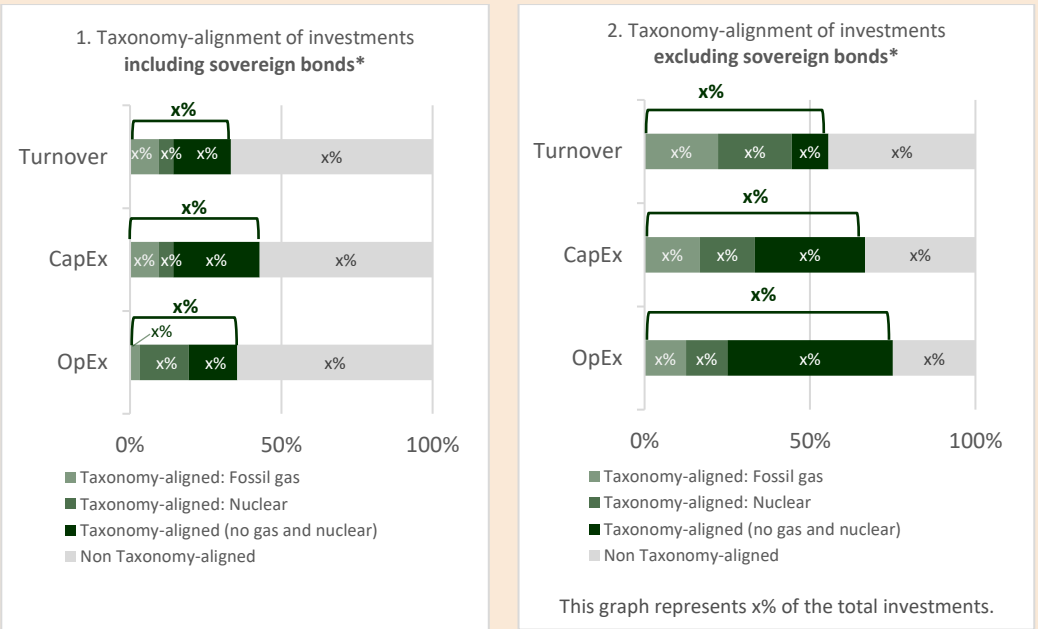 1. Taxonomy-alignment of investments
including sovereign bonds*
x%
Turnover
x%
x%
x%
x%
x%
CapEx
x%
x%
x%
x%
x%
x%
OpEx
x%
x%
x%
0%
50%
100%
Taxonomy-aligned: Fossil gas
Taxonomy-aligned: Nuclear
Taxonomy-aligned (no gas and nuclear)
Non Taxonomy-aligned
2. Taxonomy-alignment of investments
excluding sovereign bonds*
x%
Turnover
x%
x%
x%
x%
x%
CapEx
x%
x%
x%
x%
x%
OpEx
x%
x%
x%
x%
0%
50%
100%
Taxonomy-aligned: Fossil gas
Taxonomy-aligned: Nuclear
Taxonomy-aligned (no gas and nuclear)
Non Taxonomy-aligned
This graph represents x% of the total investments.